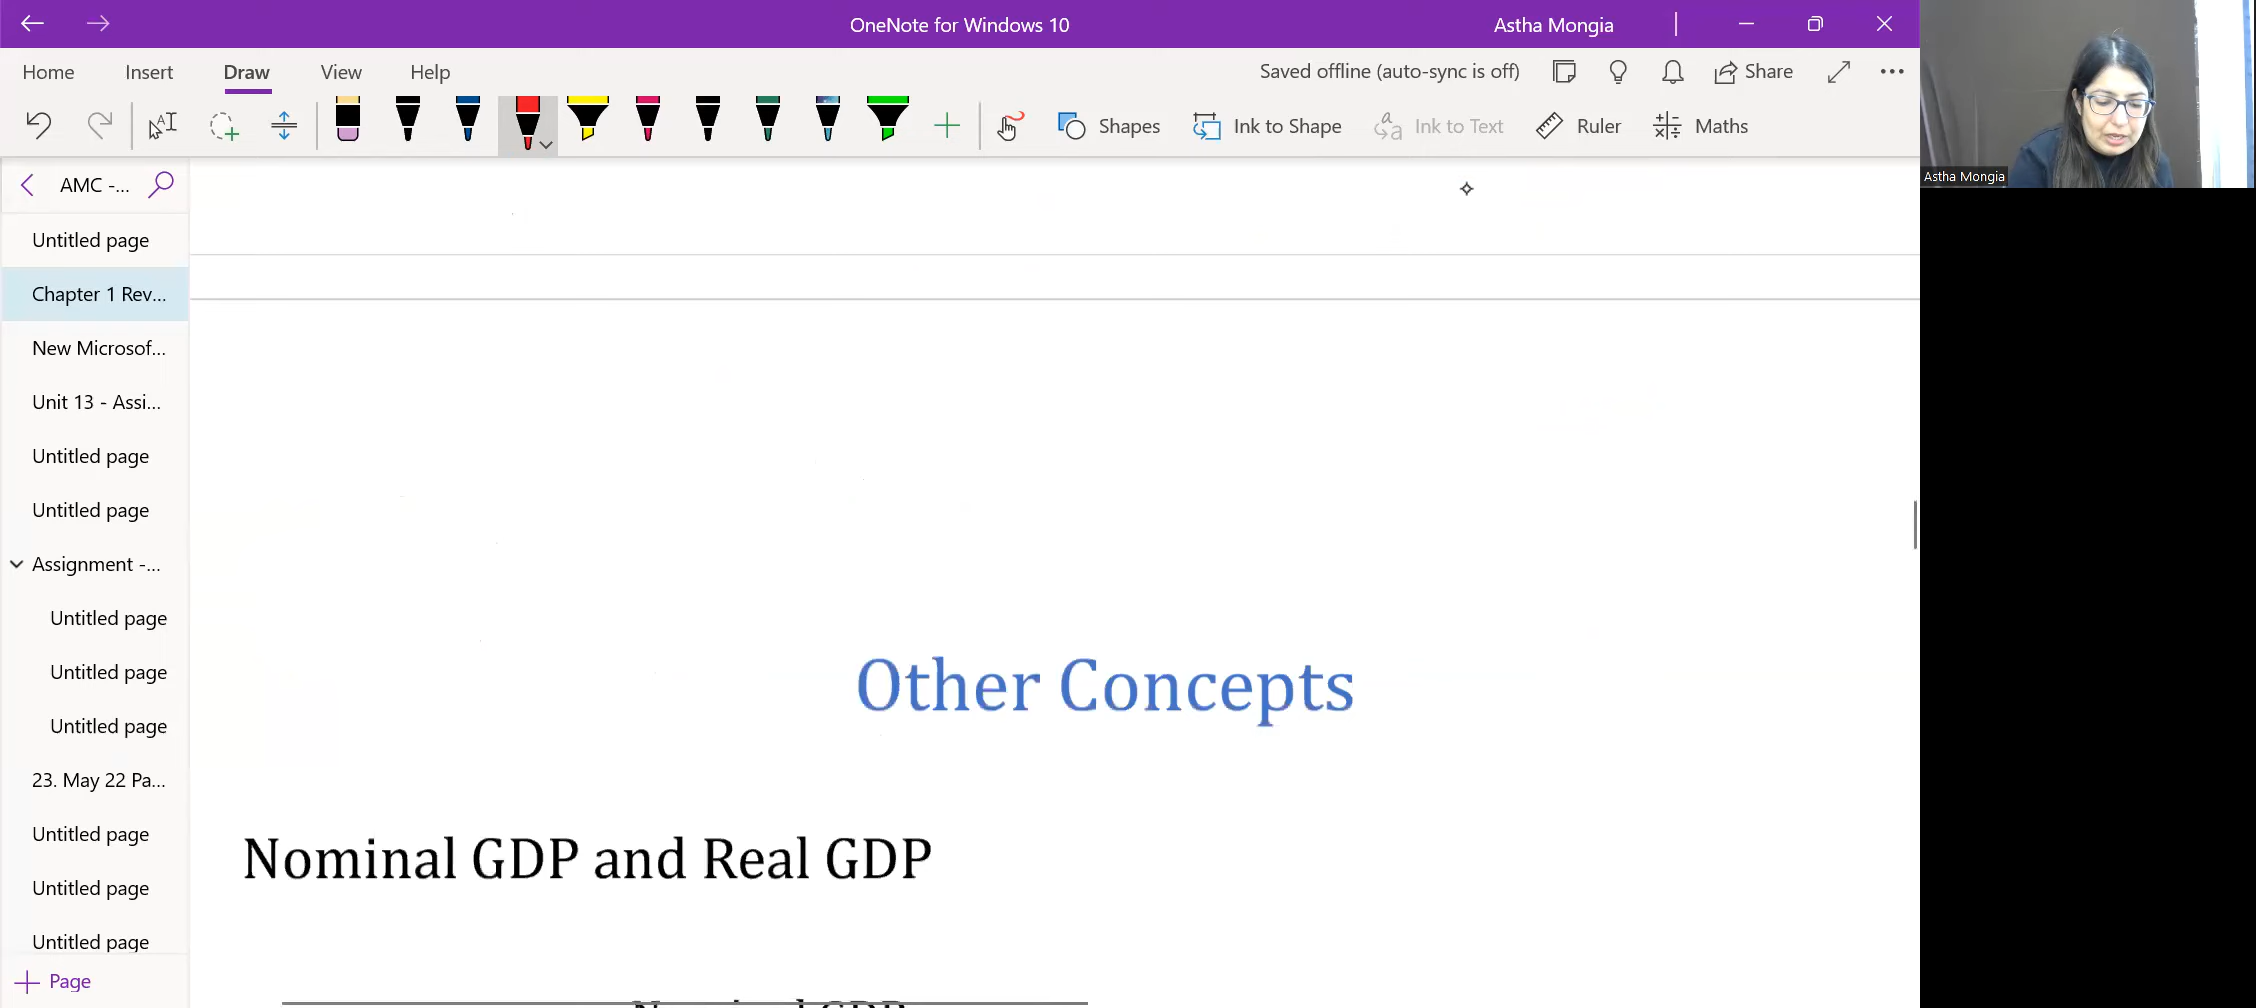 OneNote for Windows 10
Astha Mongia
Home
Insert
Draw
View
Help
Saved offline (auto-sync is off)
Share
Shapes
Ink to Shape
Ink to Text
Ruler
Maths
Astha Mongia
AMC -...
Untitled page
Chapter 1 Rev...
New Microsof...
Unit 13 - Assi...
Untitled page
Untitled page
Assignment -...
Untitled page
Untitled page
Untitled page
23. May 22 Pa...
Untitled page
Untitled page
Untitled page
Page
Other Concepts
Nominal GDP and Real GDP